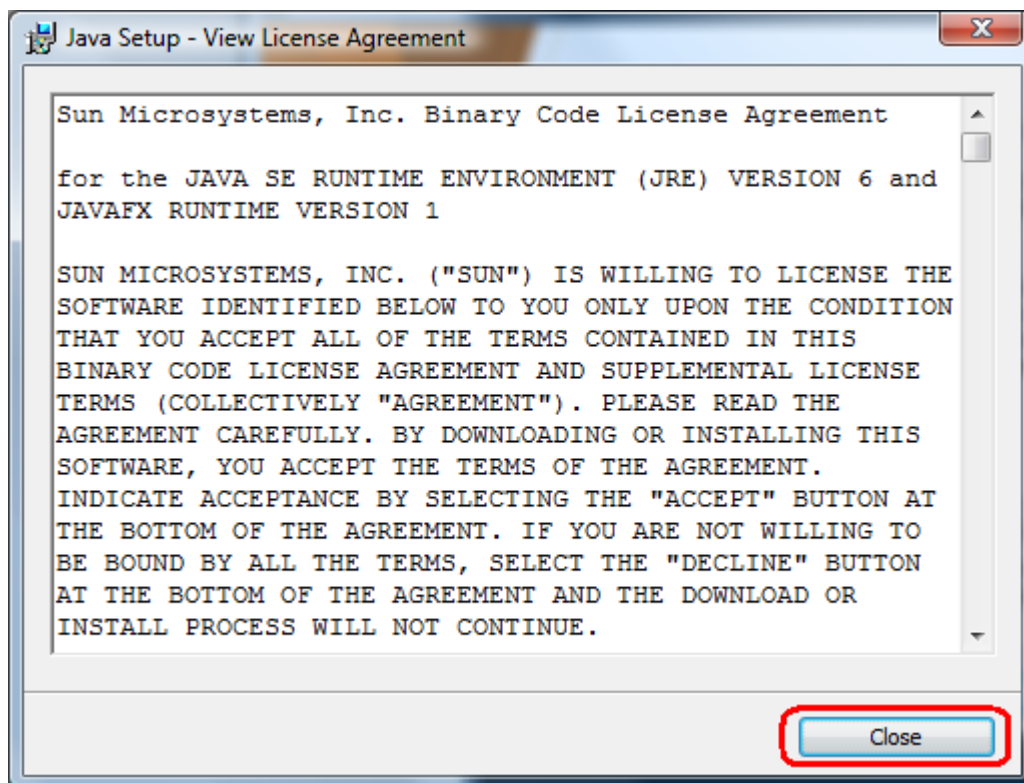 Java Setup - View License Agreement
Sun Microsystems, Inc. Binary Code License Agreement
for the JAVA SE RUNTIME ENVIRONMENT (JRE) VERSION 6 and
JAVAFX RUNTIME VERSION 1
SUN MICROSYSTEMS, INC. ("SUN") IS WILLING TO LICENSE THE
SOFTWARE IDENTIFIED BELOW TO YOU ONLY UPON THE CONDITION
THAT YOU ACCEPT ALL OF THE TERMS CONTAINED IN THIS
BINARY CODE LICENSE AGREEMENT AND SUPPLEMENTAL LICENSE
TERMS (COLLECTIVELY "AGREEMENT"). PLEASE READ THE
AGREEMENT CAREFULLY. BY DOWNLOADING OR INSTALLING THIS
SOFTWARE, YOU ACCEPT THE TERMS OF THE AGREEMENT.
INDICATE ACCEPTANCE BY SELECTING THE "ACCEPT" BUTTON AT
THE BOTTOM OF THE AGREEMENT. IF YOU ARE NOT WILLING TO
BE BOUND BY ALL THE TERMS, SELECT THE "DECLINE" BUTTON
AT THE BOTTOM OF THE AGREEMENT AND THE DOWNLOAD OR
INSTALL PROCESS WILL NOT CONTINUE.
Close